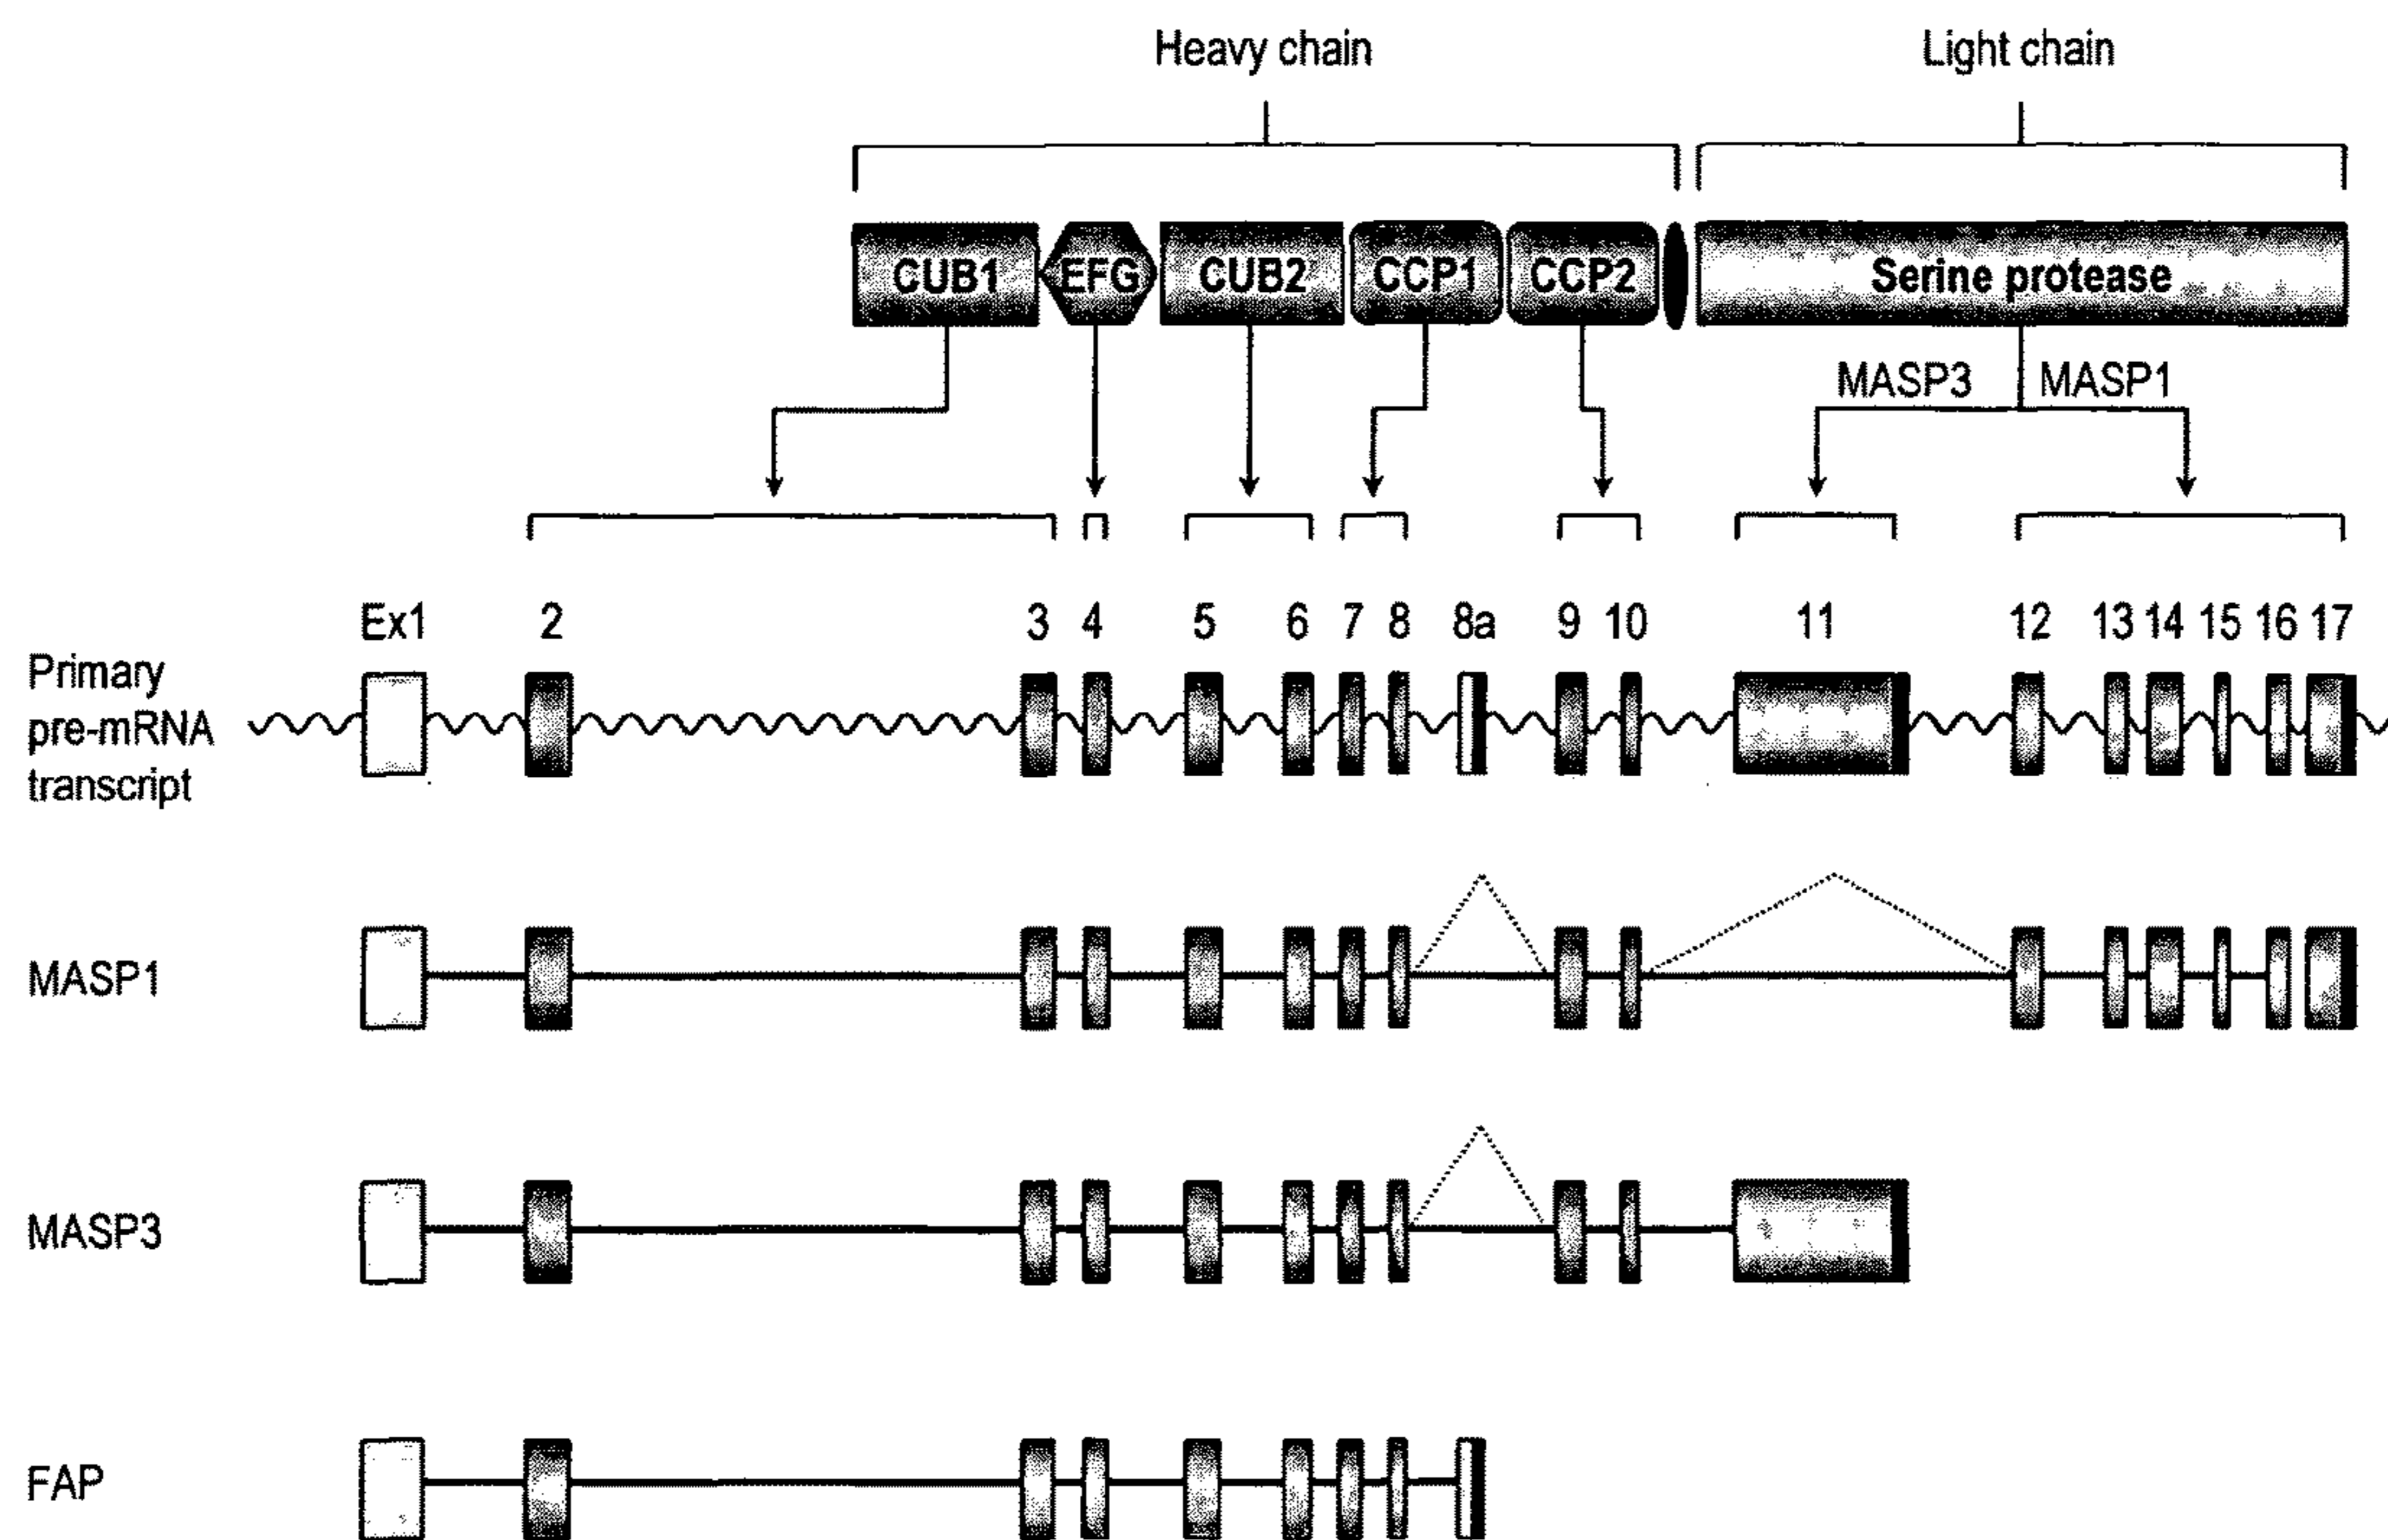 Heavy chain
Light chain
CUB1
EFG
CUB2
CCP1
CCP2
Serine protease
MASP3
MASP1
Ex1
2
3
4
5
6
7
8
8a
9
10
11
12
13
14
15
16
17
Primary
pre-mRNA
transcript
MASP1
MASP3
FAP